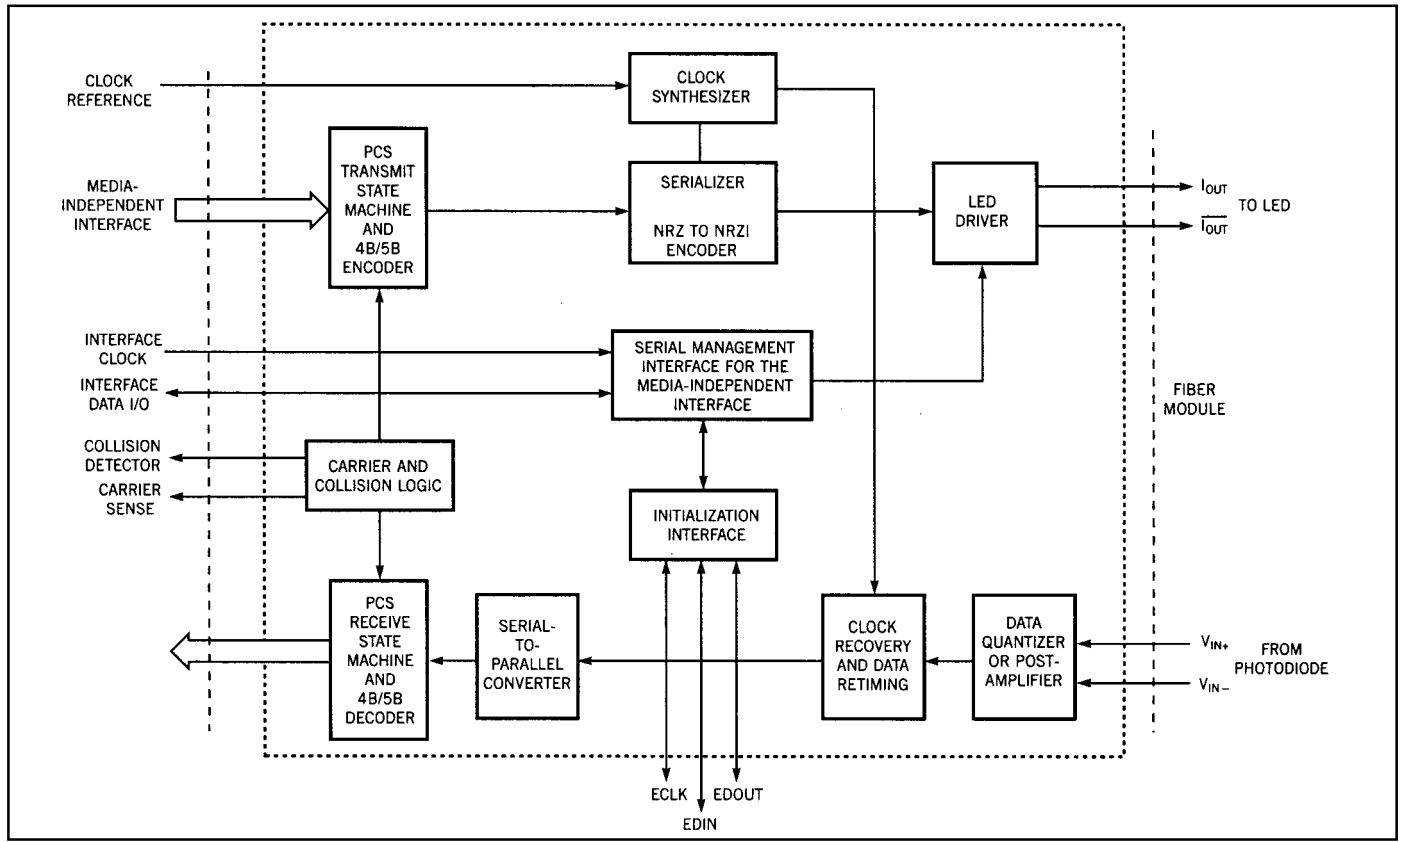 CLOCK
REFERENCE
CLOCK
SYNTHESIZER
MEDIA-
INDEPENDENT
INTERFACE
PCS
TRANSMIT
STATE
MACHINE
AND
4B/5B
ENCODER
SERIALIZER
NRZ TO NRZI
ENCODER
LED
DRIVER
IOUT
IOUT
TO LED
INTERFACE
CLOCK
INTERFACE
DATA I/O
SERIAL MANAGEMENT
INTERFACE FOR THE
MEDIA-INDEPENDENT
INTERFACE
FIBER
MODULE
COLLISION
DETECTOR
CARRIER
SENSE
CARRIER AND
COLLISION LOGIC
INITIALIZATION
INTERFACE
PCS
RECEIVE
STATE
MACHINE
AND
4B/5B
DECODER
SERIAL-
TO-
PARALLEL
CONVERTER
CLOCK
RECOVERY
AND DATA
RETIMING
DATA
QUANTIZER
OR POST-
AMPLIFIER
VIN+
VIN–
FROM
PHOTODIODE
ECLK
EDOUT
EDIN